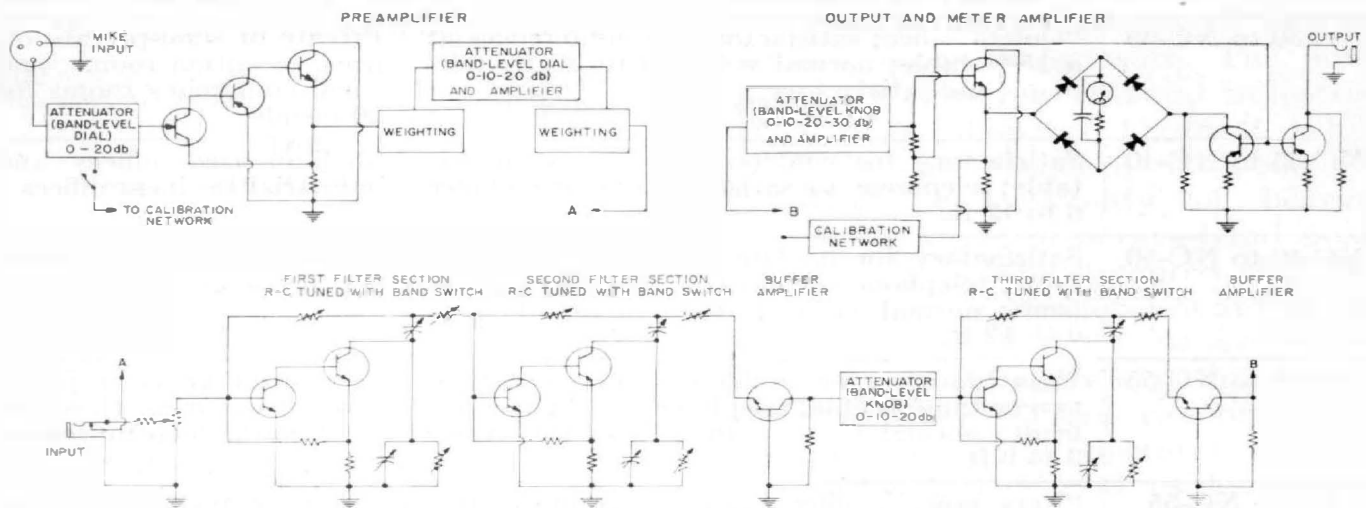 PREAMPLIFIER
MIKE
INPUT
ATTENUATOR
(BAND-LEVEL
DIAL)
0-20db
TO CALIBRATION
NETWORK
WEIGHTING
ATTENUATOR
(BAND-LEVEL DIAL
0-10-20 db)
AND AMPLIFIER
WEIGHTING
A
OUTPUT AND METER AMPLIFIER
ATTENUATOR
(BAND-LEVEL KNOB
0-10-20-30 db)
AND AMPLIFIER
B
CALIBRATION
NETWORK
OUTPUT
FIRST FILTER SECTION
R-C TUNED WITH BAND SWITCH
SECOND FILTER SECTION
R-C TUNED WITH BAND SWITCH
BUFFER
AMPLIFIER
THIRD FILTER SECTION
R-C TUNED WITH BAND SWITCH
BUFFER
AMPLIFIER
A
INPUT
ATTENUATOR
(BAND-LEVEL
KNOB)
0-10-20db
B